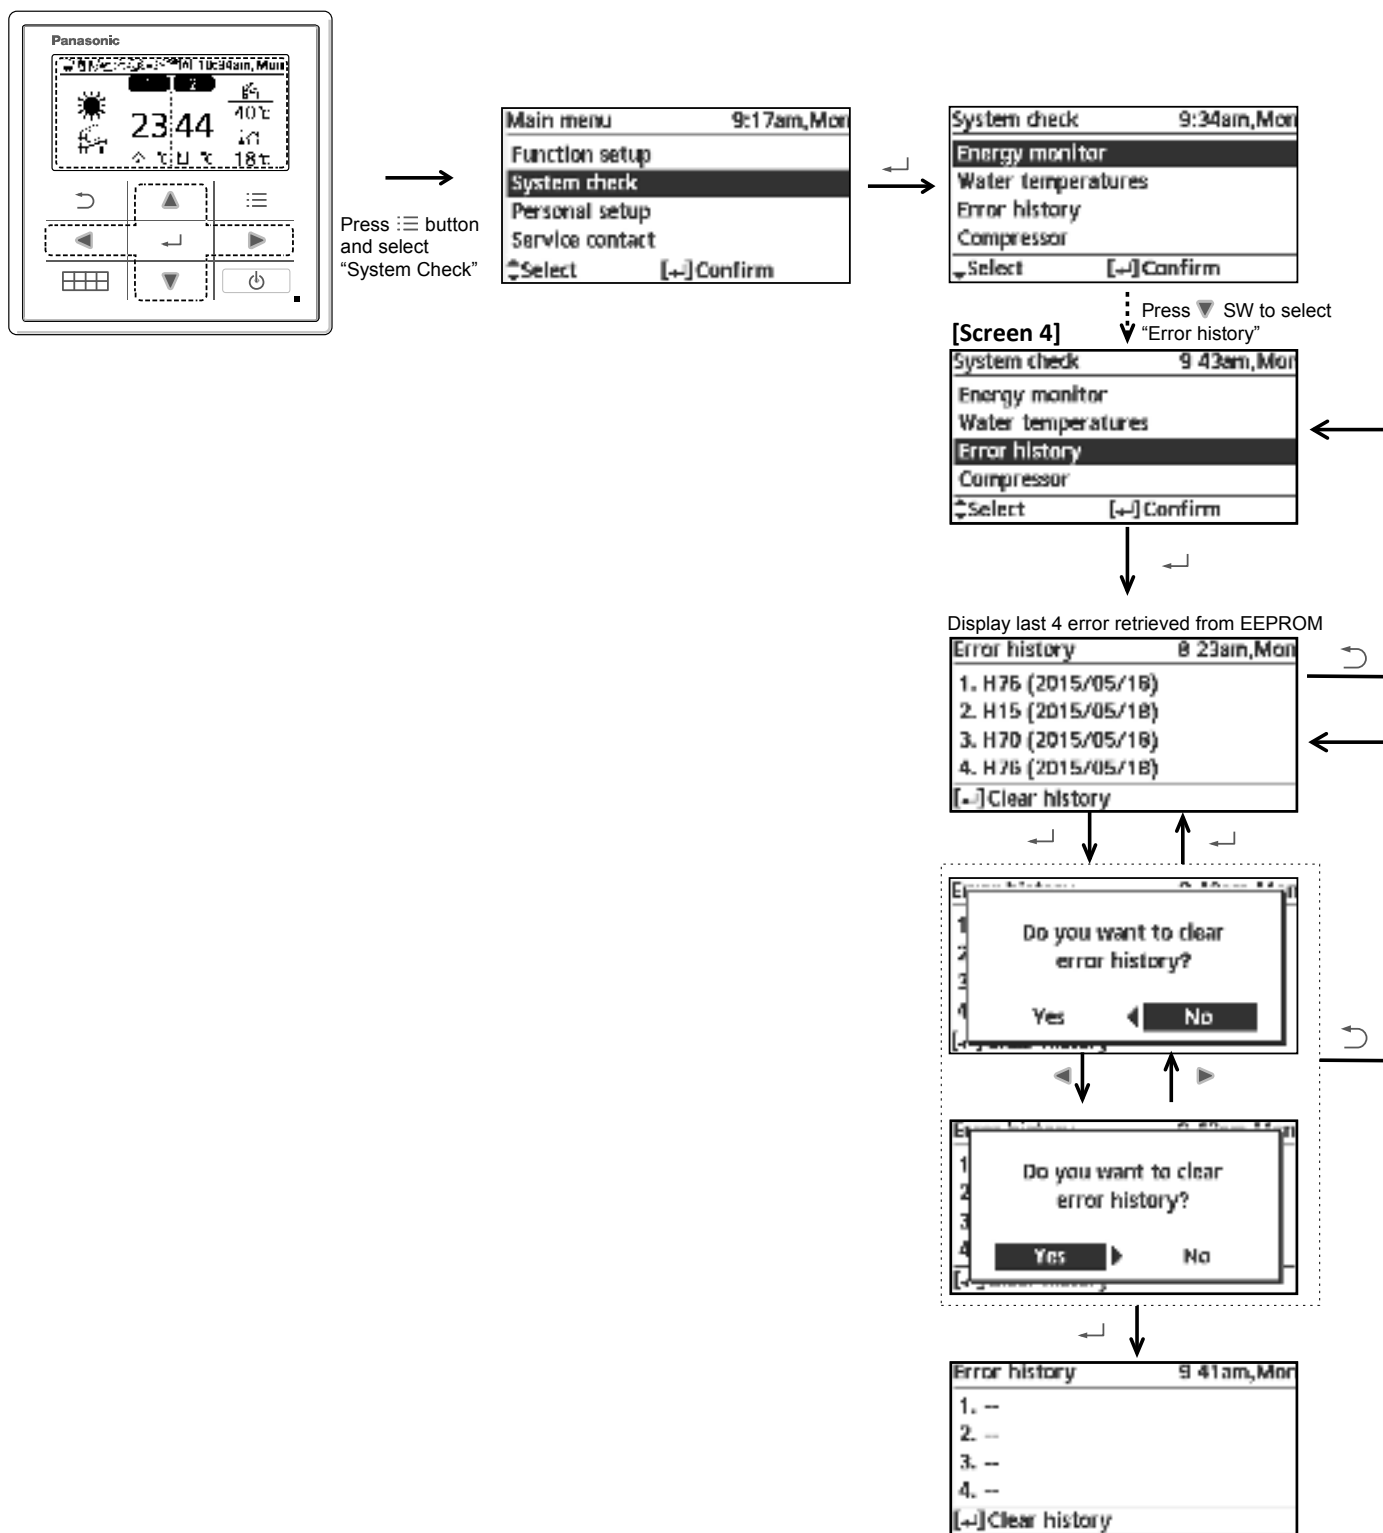 Panasonic
10:34am, Mon
1 2
23 44
40℃
℃ ℃ 18℃
Press button
and select
“System Check”
Main menu 9:17am,Mon
Function setup
System check
Personal setup
Service contact
Select [↵]Confirm
System check 9:34am,Mon
Energy monitor
Water temperatures
Error history
Compressor
Select [↵]Confirm
Press ▼ SW to select
“Error history”
[Screen 4]
System check 9 43am,Mon
Energy monitor
Water temperatures
Error history
Compressor
Select [↵]Confirm
Display last 4 error retrieved from EEPROM
Error history 8 23am,Mon
1. H76 (2015/05/18)
2. H15 (2015/05/18)
3. H70 (2015/05/18)
4. H76 (2015/05/18)
[↵]Clear history
Do you want to clear
error history?
Yes ◀ No
Do you want to clear
error history?
Yes ▶ No
Error history 9 41am,Mon
1. --
2. --
3. --
4. --
[↵]Clear history